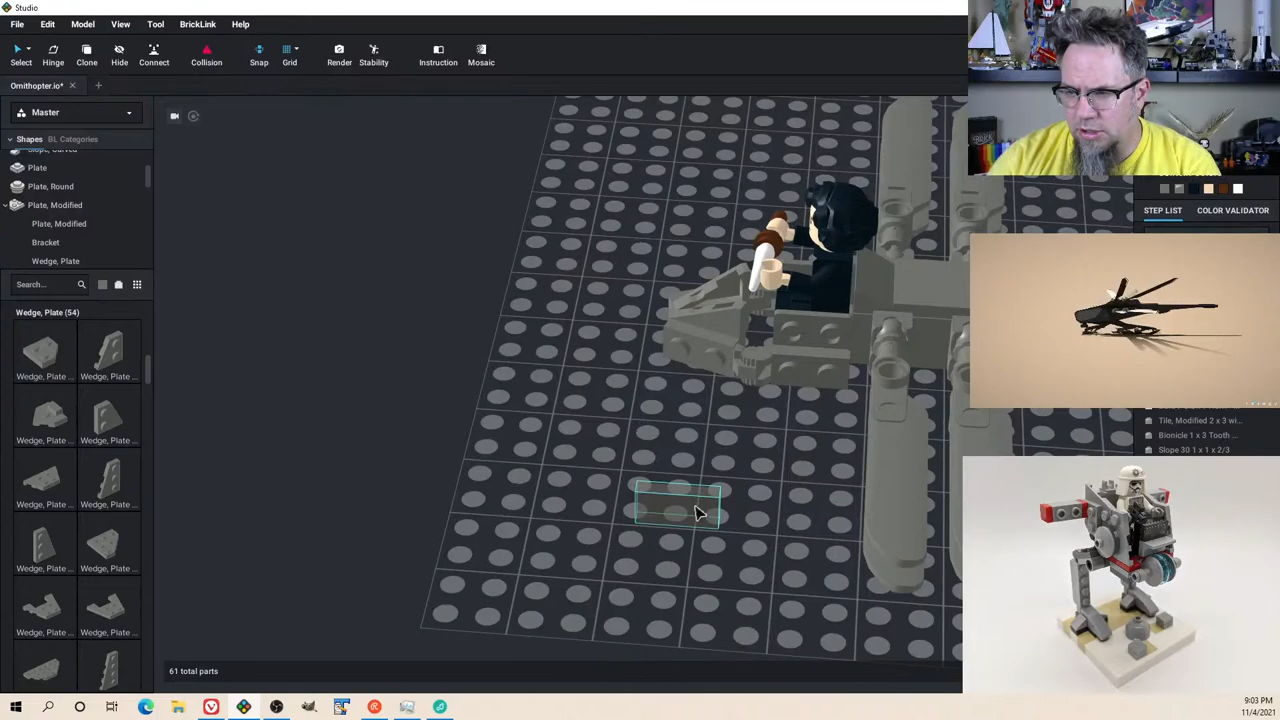 Studio
File Edit Model View Tool BrickLink Help
Select Hinge Clone Hide Connect Collision Snap Grid Render Stability Instruction Mosaic
Ornithopter.io*
Master
Shapes BL Categories
Slope, Curved
Plate
Plate, Round
Plate, Modified
Plate, Modified
Bracket
Wedge, Plate
Search...
Wedge, Plate (54)
Wedge, Plate ... Wedge, Plate ...
Wedge, Plate ... Wedge, Plate ...
Wedge, Plate ... Wedge, Plate ...
Wedge, Plate ... Wedge, Plate ...
Wedge, Plate ... Wedge, Plate ...
61 total parts
STEP LIST COLOR VALIDATOR
Tile, Modified 2 x 3 wi...
Bionicle 1 x 3 Tooth ...
Slope 30 1 x 1 x 2/3
9:03 PM
11/4/2021